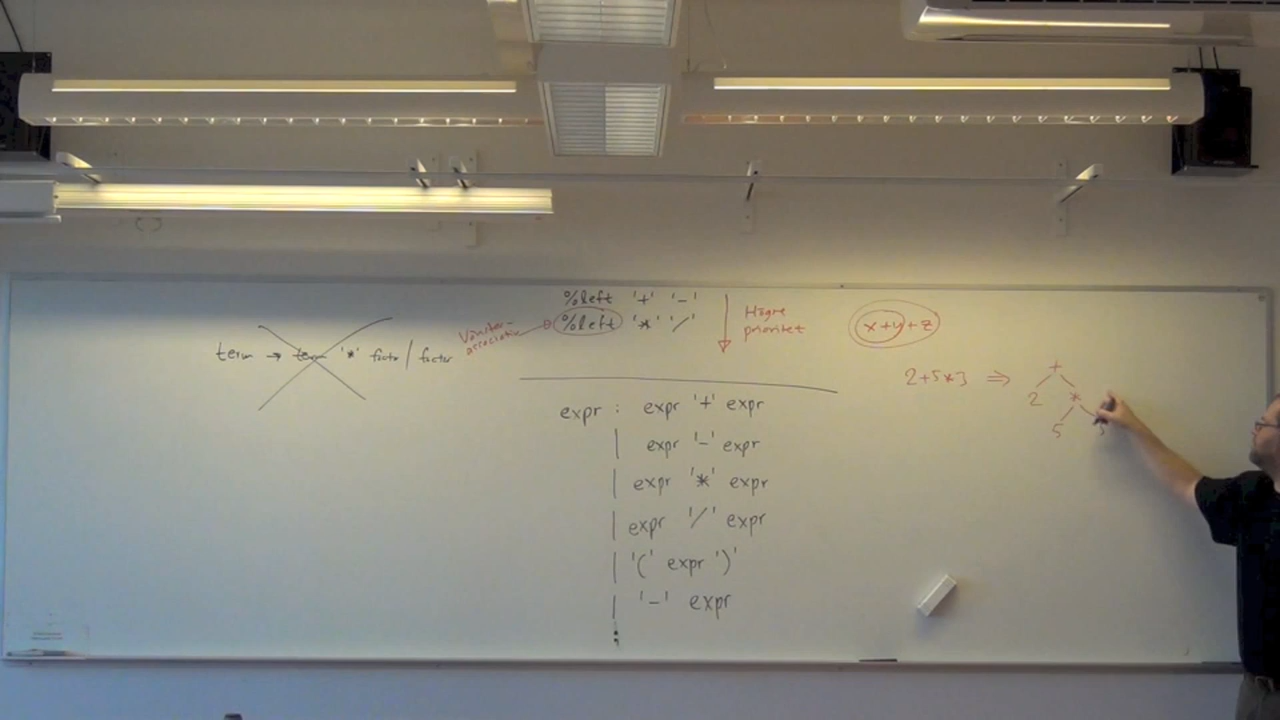 %left '+' '-'
%left '*' '/'
Högre
prioritet
x+y+z
Vänster-
associativ
term → term '*' factor / factor
2+5*3 ⇒
+
2 *
5 3
expr : expr '+' expr
| expr '-' expr
| expr '*' expr
| expr '/' expr
| '(' expr ')'
| '-' expr
;